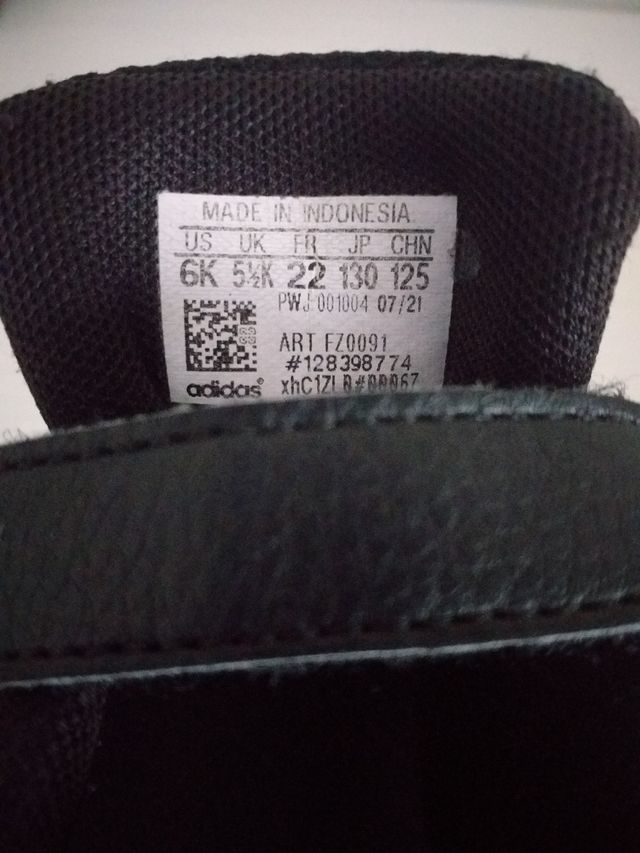 MADE IN INDONESIA
US UK FR JP CHN
6K 5½K 22 130 125
PWJ 001004 07/21
ART FZ0091
#128398774
adidas®